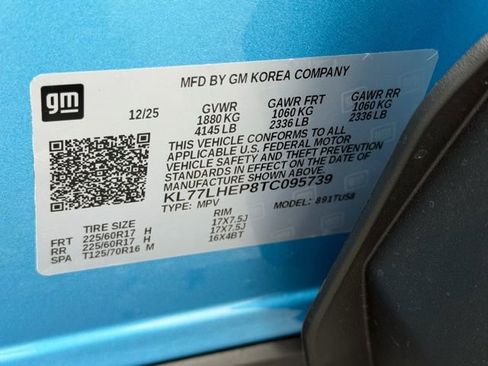 gm
MFD BY GM KOREA COMPANY
12/25 GVWR GAWR FRT GAWR RR
1880 KG 1060 KG 1060 KG
4145 LB 2336 LB 2336 LB
THIS VEHICLE CONFORMS TO ALL
APPLICABLE U.S. FEDERAL MOTOR
VEHICLE SAFETY AND THEFT PREVENTION
STANDARDS IN EFFECT ON THE DATE OF
MANUFACTURE SHOWN ABOVE.
KL77LHEP8TC095739
TYPE: MPV MODEL: 891TU58
TIRE SIZE RIM
FRT 225/60R17 H 17X7.5J
RR 225/60R17 H 17X7.5J
SPA T125/70R16 M 16X4BT